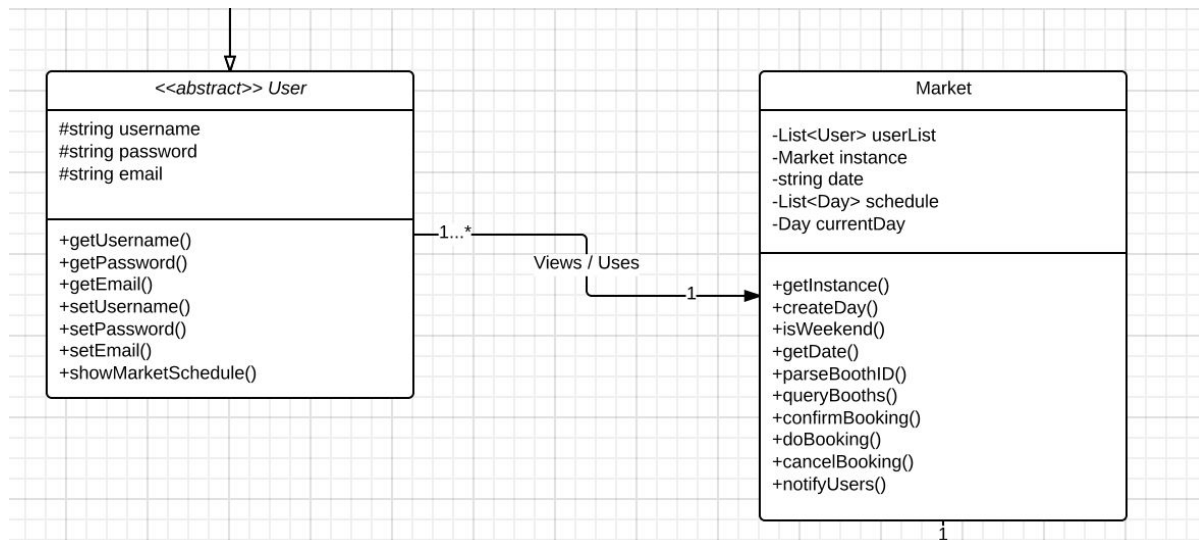 <<abstract>> User
#string username
#string password
#string email
+getUsername()
+getPassword()
+getEmail()
+setUsername()
+setPassword()
+setEmail()
+showMarketSchedule()
1...*
Views / Uses
1
Market
-List<User> userList
-Market instance
-string date
-List<Day> schedule
-Day currentDay
+getInstance()
+createDay()
+isWeekend()
+getDate()
+parseBoothID()
+queryBooths()
+confirmBooking()
+doBooking()
+cancelBooking()
+notifyUsers()
1